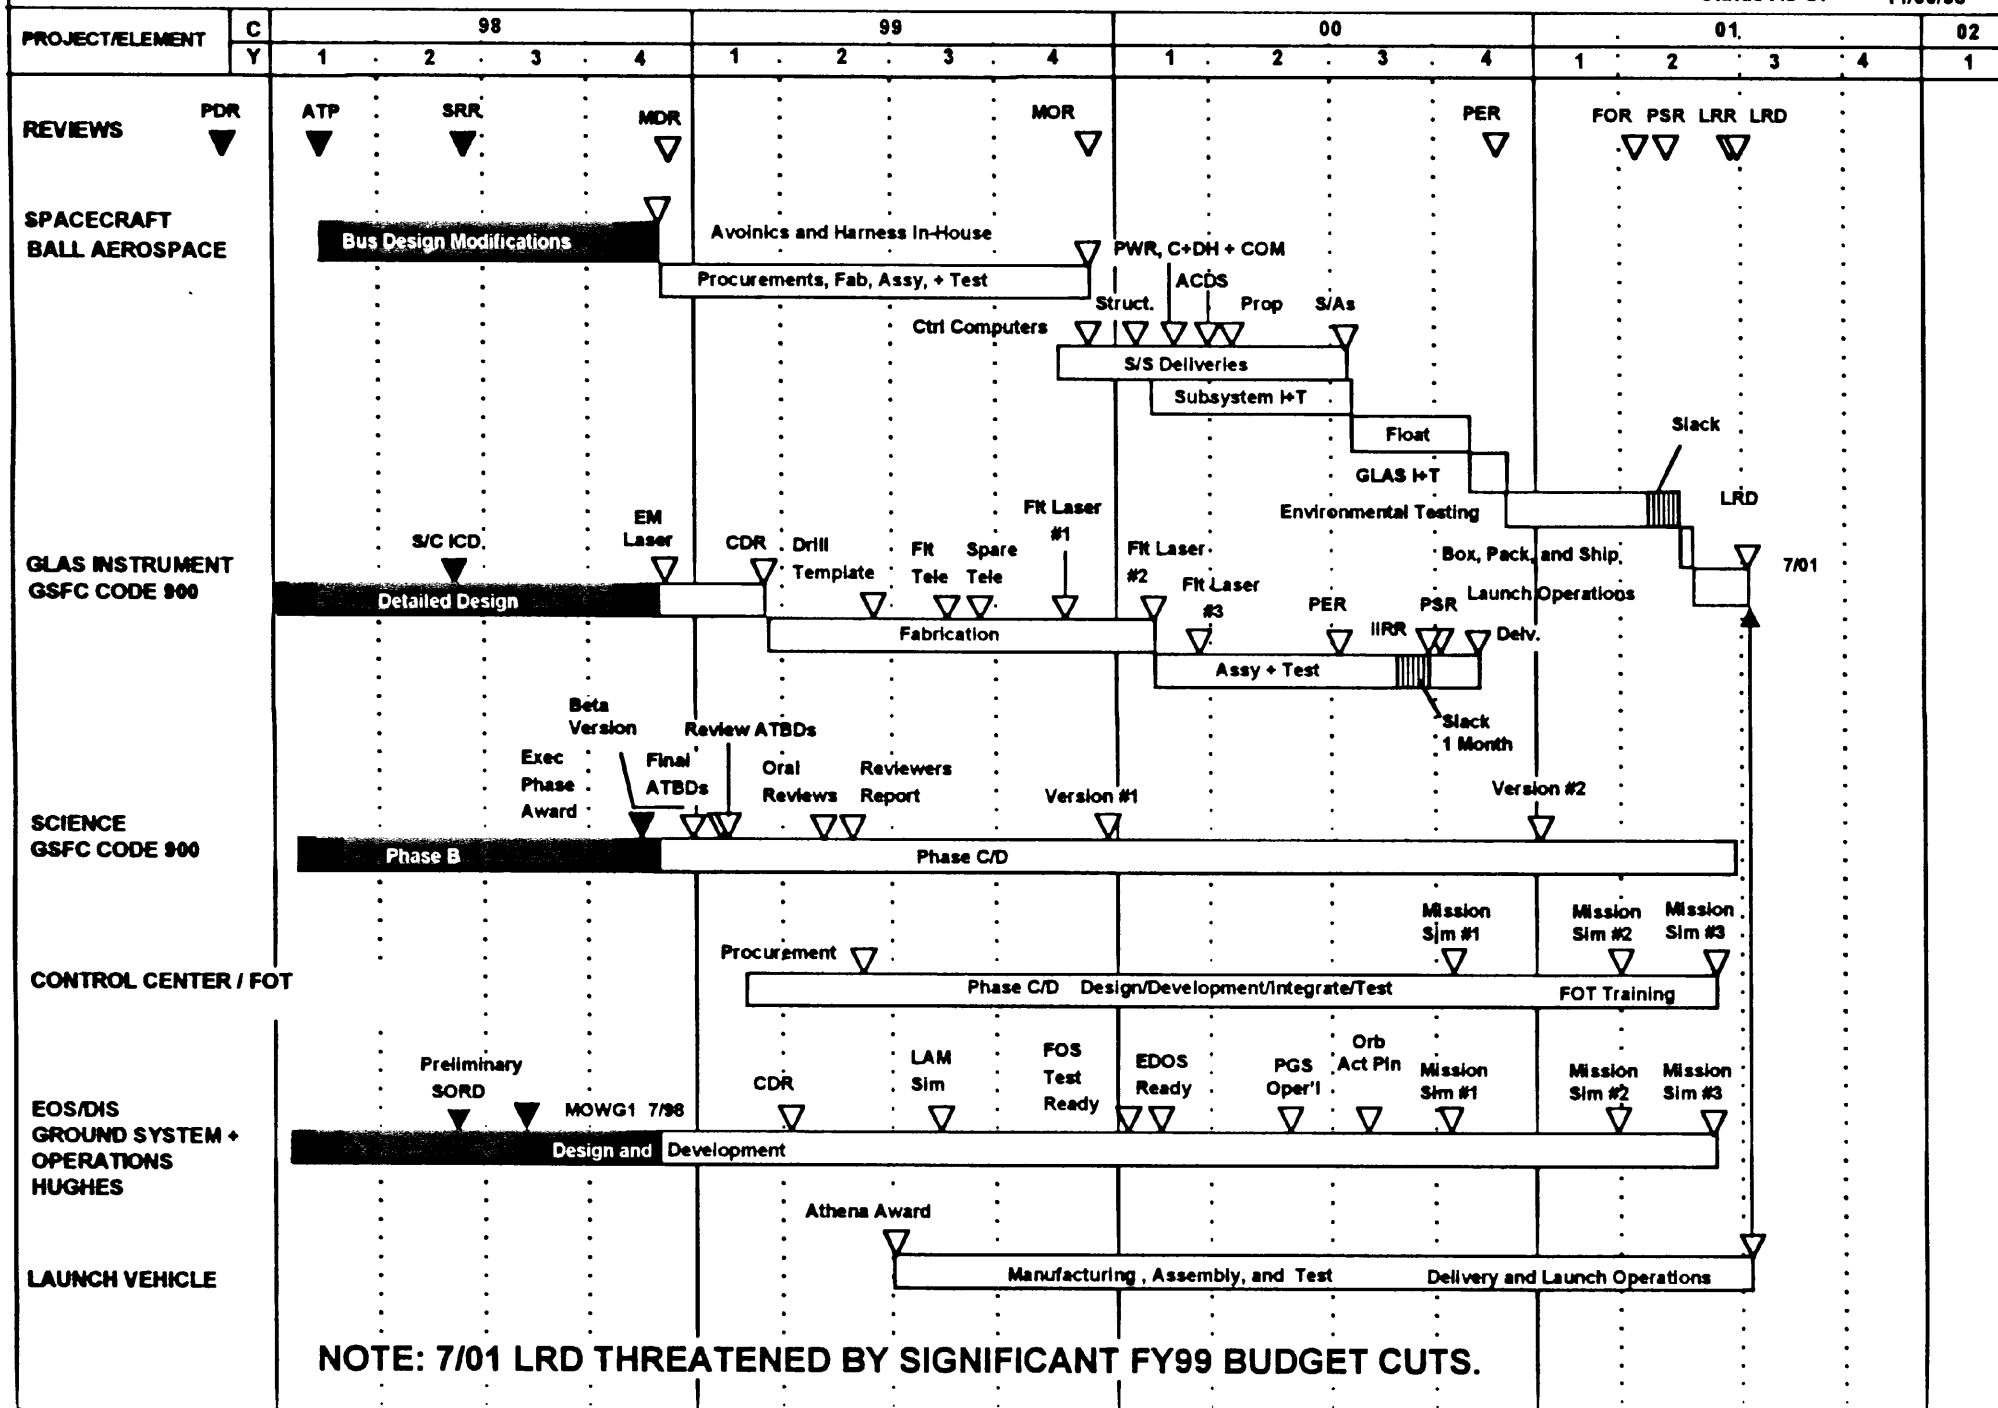 PROJECT/ELEMENT
C
Y
98
99
00
01
02
1 2 3 4 1 2 3 4 1 2 3 4 1 2 3 4 1
REVIEWS
PDR
ATP
SRR
MDR
MOR
PER
FOR PSR LRR LRD
SPACECRAFT
BALL AEROSPACE
Bus Design Modifications
Avoinics and Harness In-House
Procurements, Fab, Assy, + Test
PWR, C+DH + COM
ACDS
Struct.
Prop
S/As
Ctrl Computers
S/S Deliveries
Subsystem I+T
Float
Slack
GLAS I+T
Environmental Testing
LRD
Box, Pack, and Ship
7/01
Launch Operations
GLAS INSTRUMENT
GSFC CODE 900
S/C ICD
EM
Laser
CDR
Drill
Template
Flt
Tele
Spare
Tele
Flt Laser
#1
Flt Laser
#2
Flt Laser
#3
PER
IIRR
PSR
Delv.
Detailed Design
Fabrication
Assy + Test
Slack
1 Month
SCIENCE
GSFC CODE 900
Exec
Phase
Award
Beta
Version
Final
ATBDs
Review ATBDs
Oral
Reviews
Reviewers
Report
Version #1
Version #2
Phase B
Phase C/D
CONTROL CENTER / FOT
Procurement
Mission
Sim #1
Mission
Sim #2
Mission
Sim #3
Phase C/D Design/Development/Integrate/Test
FOT Training
EOS/DIS
GROUND SYSTEM +
OPERATIONS
HUGHES
Preliminary
SORD
MOWG1 7/98
CDR
LAM
Sim
FOS
Test
Ready
EDOS
Ready
PGS
Oper'l
Orb
Act Pln
Mission
Sim #1
Mission
Sim #2
Mission
Sim #3
Design and Development
LAUNCH VEHICLE
Athena Award
Manufacturing , Assembly, and Test
Delivery and Launch Operations
NOTE: 7/01 LRD THREATENED BY SIGNIFICANT FY99 BUDGET CUTS.